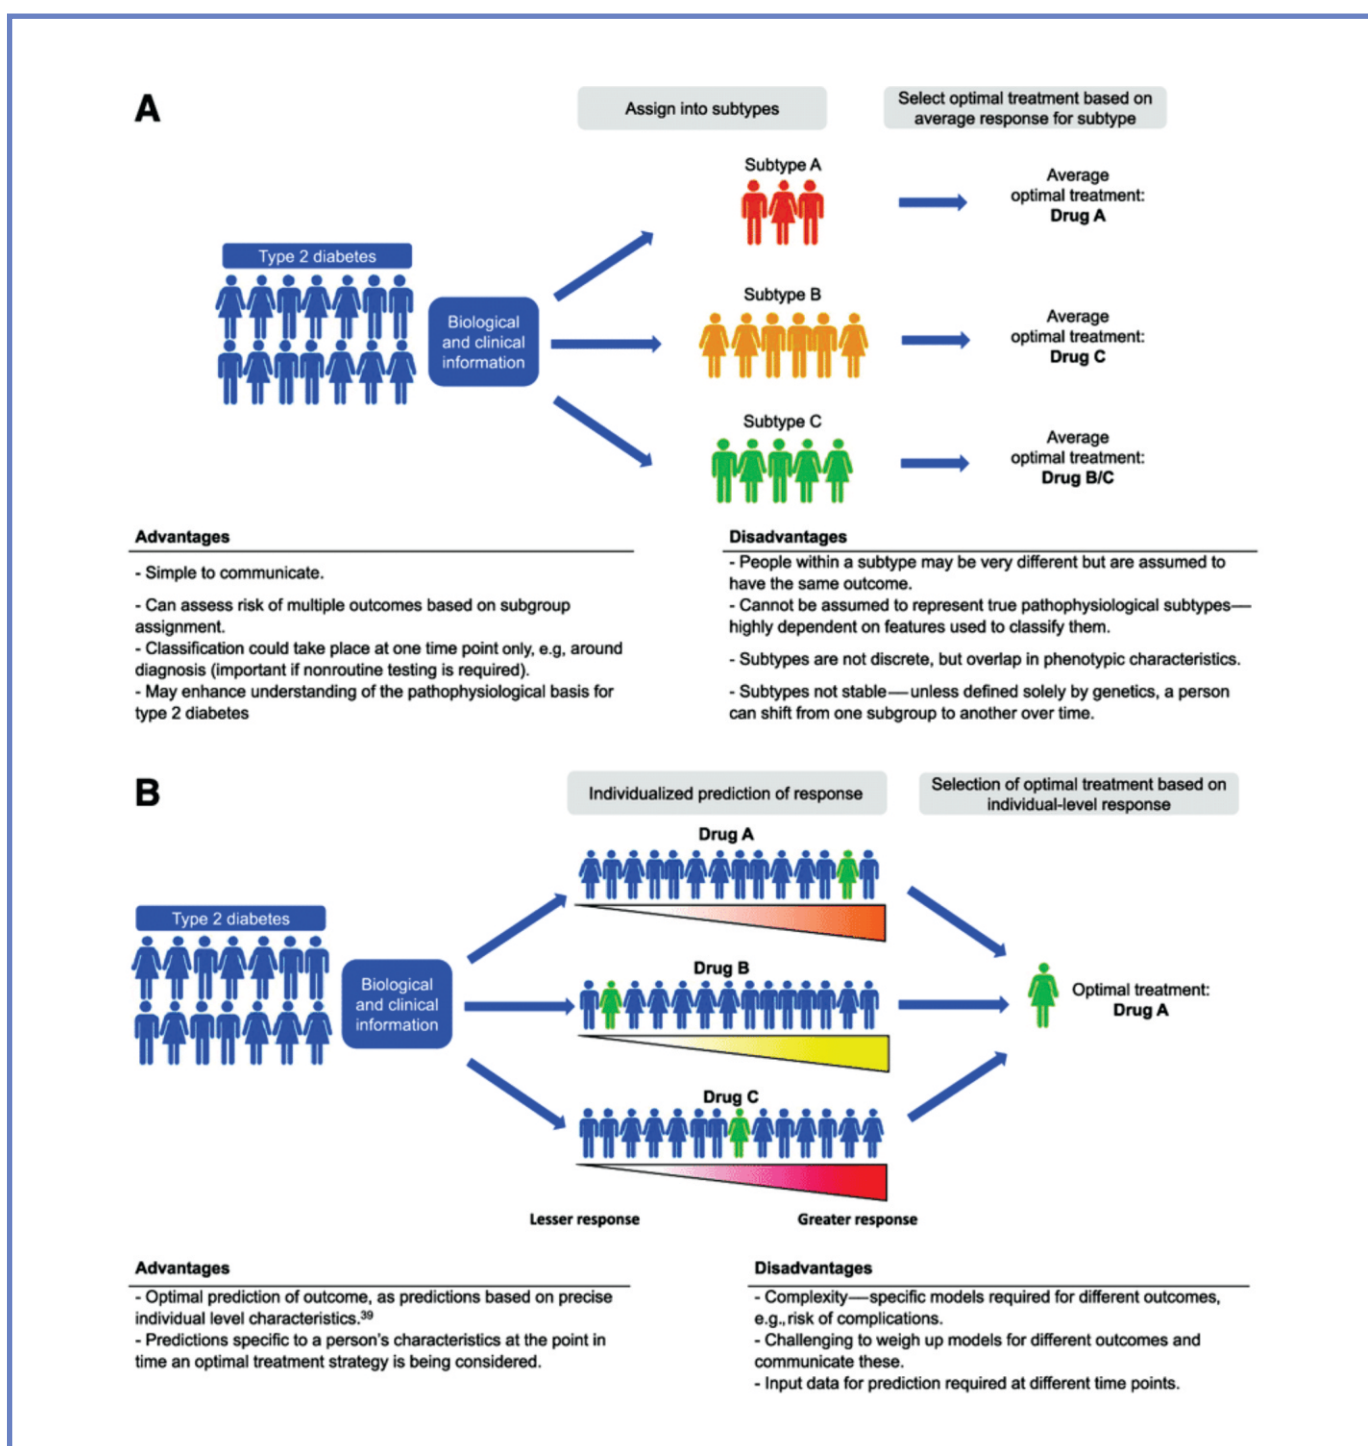 A
Assign into subtypes
Select optimal treatment based on
average response for subtype
Subtype A
Average
optimal treatment:
Drug A
Type 2 diabetes
Biological
and clinical
information
Subtype B
Average
optimal treatment:
Drug C
Subtype C
Average
optimal treatment:
Drug B/C
Advantages
- Simple to communicate.
- Can assess risk of multiple outcomes based on subgroup
assignment.
- Classification could take place at one time point only, e.g, around
diagnosis (important if nonroutine testing is required).
- May enhance understanding of the pathophysiological basis for
type 2 diabetes
Disadvantages
- People within a subtype may be very different but are assumed to
have the same outcome.
- Cannot be assumed to represent true pathophysiological subtypes—
highly dependent on features used to classify them.
- Subtypes are not discrete, but overlap in phenotypic characteristics.
- Subtypes not stable—unless defined solely by genetics, a person
can shift from one subgroup to another over time.
B
Individualized prediction of response
Selection of optimal treatment based on
individual-level response
Drug A
Type 2 diabetes
Biological
and clinical
information
Drug B
Optimal treatment:
Drug A
Drug C
Lesser response
Greater response
Advantages
- Optimal prediction of outcome, as predictions based on precise
individual level characteristics.³⁹
- Predictions specific to a person's characteristics at the point in
time an optimal treatment strategy is being considered.
Disadvantages
- Complexity—specific models required for different outcomes,
e.g., risk of complications.
- Challenging to weigh up models for different outcomes and
communicate these.
- Input data for prediction required at different time points.